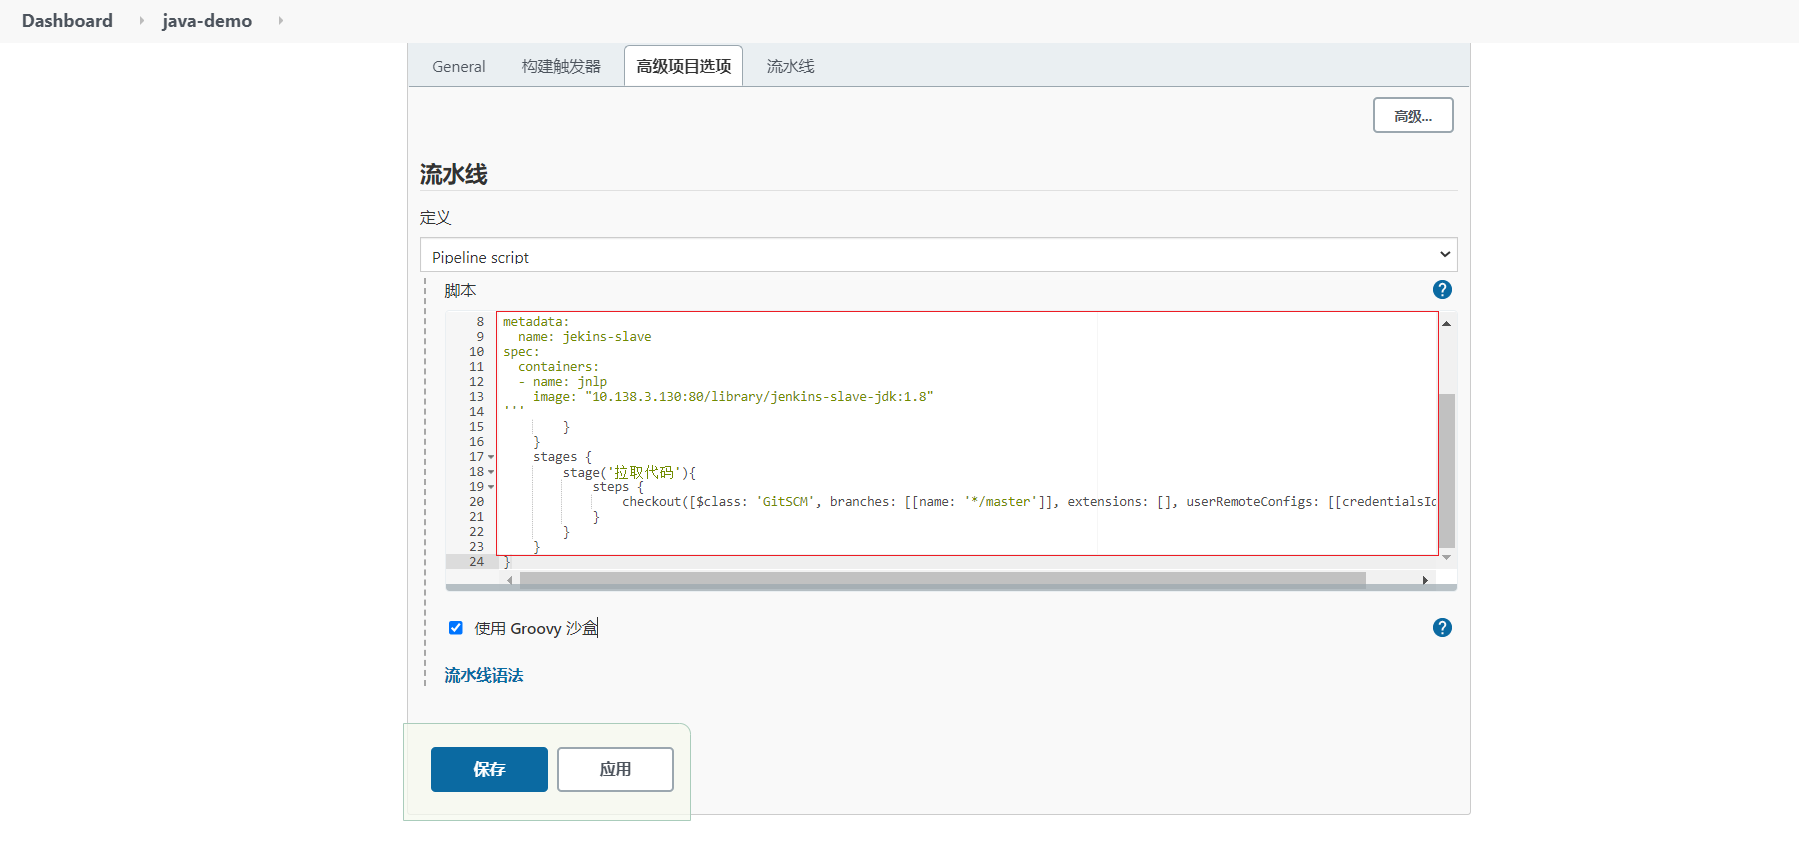 Dashboard java-demo
General 构建触发器 高级项目选项 流水线
高级...
流水线
定义
Pipeline script
脚本
?
8 metadata:
9   name: jekins-slave
10 spec:
11   containers:
12   - name: jnlp
13     image: "10.138.3.130:80/library/jenkins-slave-jdk:1.8"
14 '''
15         }
16     }
17     stages {
18         stage('拉取代码'){
19             steps {
20                 checkout([$class: 'GitSCM', branches: [[name: '*/master']], extensions: [], userRemoteConfigs: [[credentialsId
21             }
22         }
23     }
24 }
使用 Groovy 沙盒
?
流水线语法
保存 应用